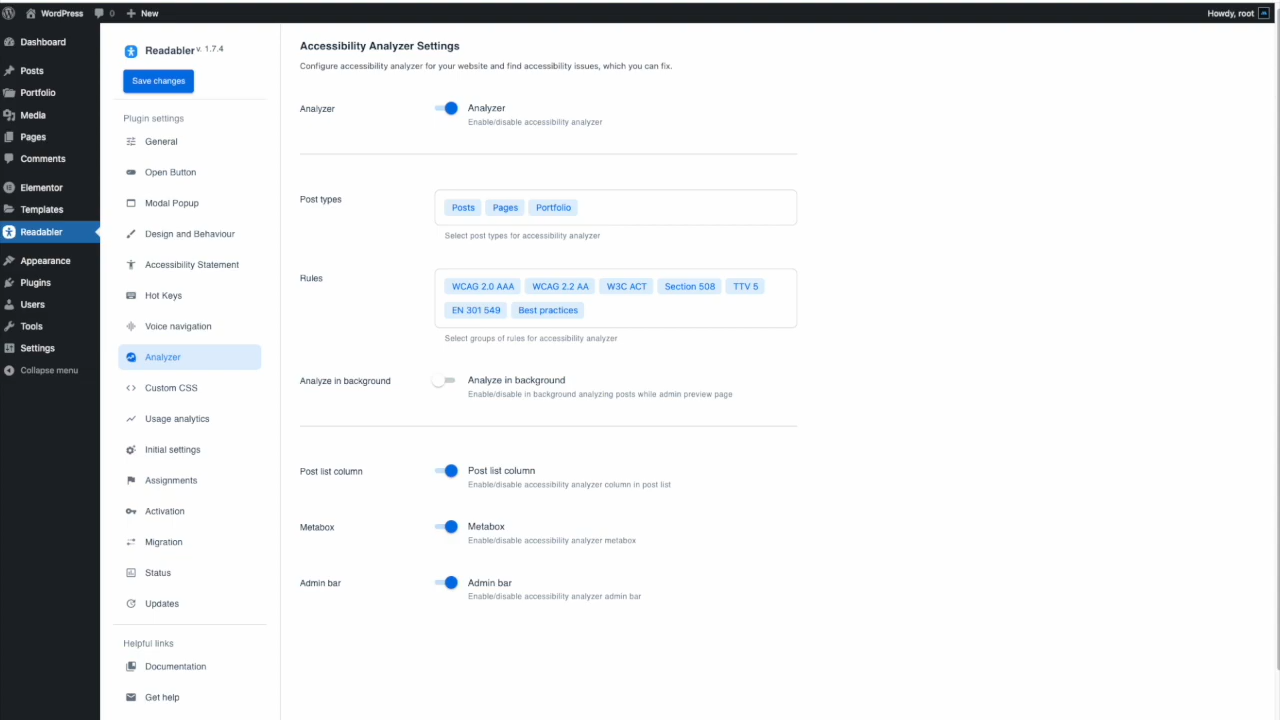 WordPress 0 New Howdy, root
Dashboard
Posts
Portfolio
Media
Pages
Comments
Elementor
Templates
Readabler
Appearance
Plugins
Users
Tools
Settings
Collapse menu
Readabler v. 1.7.4
Save changes
Plugin settings
General
Open Button
Modal Popup
Design and Behaviour
Accessibility Statement
Hot Keys
Voice navigation
Analyzer
Custom CSS
Usage analytics
Initial settings
Assignments
Activation
Migration
Status
Updates
Helpful links
Documentation
Get help
Accessibility Analyzer Settings
Configure accessibility analyzer for your website and find accessibility issues, which you can fix.
Analyzer Analyzer
Enable/disable accessibility analyzer
Post types Posts Pages Portfolio
Select post types for accessibility analyzer
Rules WCAG 2.0 AAA WCAG 2.2 AA W3C ACT Section 508 TTV 5
EN 301 549 Best practices
Select groups of rules for accessibility analyzer
Analyze in background Analyze in background
Enable/disable in background analyzing posts while admin preview page
Post list column Post list column
Enable/disable accessibility analyzer column in post list
Metabox Metabox
Enable/disable accessibility analyzer metabox
Admin bar Admin bar
Enable/disable accessibility analyzer admin bar